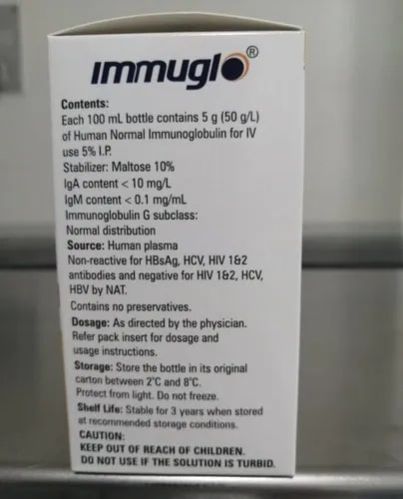 ımmuglo®
Contents:
Each 100 mL bottle contains 5 g (50 g/L)
of Human Normal Immunoglobulin for IV
use 5% I.P.
Stabilizer: Maltose 10%
IgA content < 10 mg/L
IgM content < 0.1 mg/mL
Immunoglobulin G subclass:
Normal distribution
Source: Human plasma
Non-reactive for HBsAg, HCV, HIV 1&2
antibodies and negative for HIV 1&2, HCV,
HBV by NAT.
Contains no preservatives.
Dosage: As directed by the physician.
Refer pack insert for dosage and
usage instructions.
Storage: Store the bottle in its original
carton between 2°C and 8°C.
Protect from light. Do not freeze.
Shelf Life: Stable for 3 years when stored
at recommended storage conditions.
CAUTION:
KEEP OUT OF REACH OF CHILDREN.
DO NOT USE IF THE SOLUTION IS TURBID.